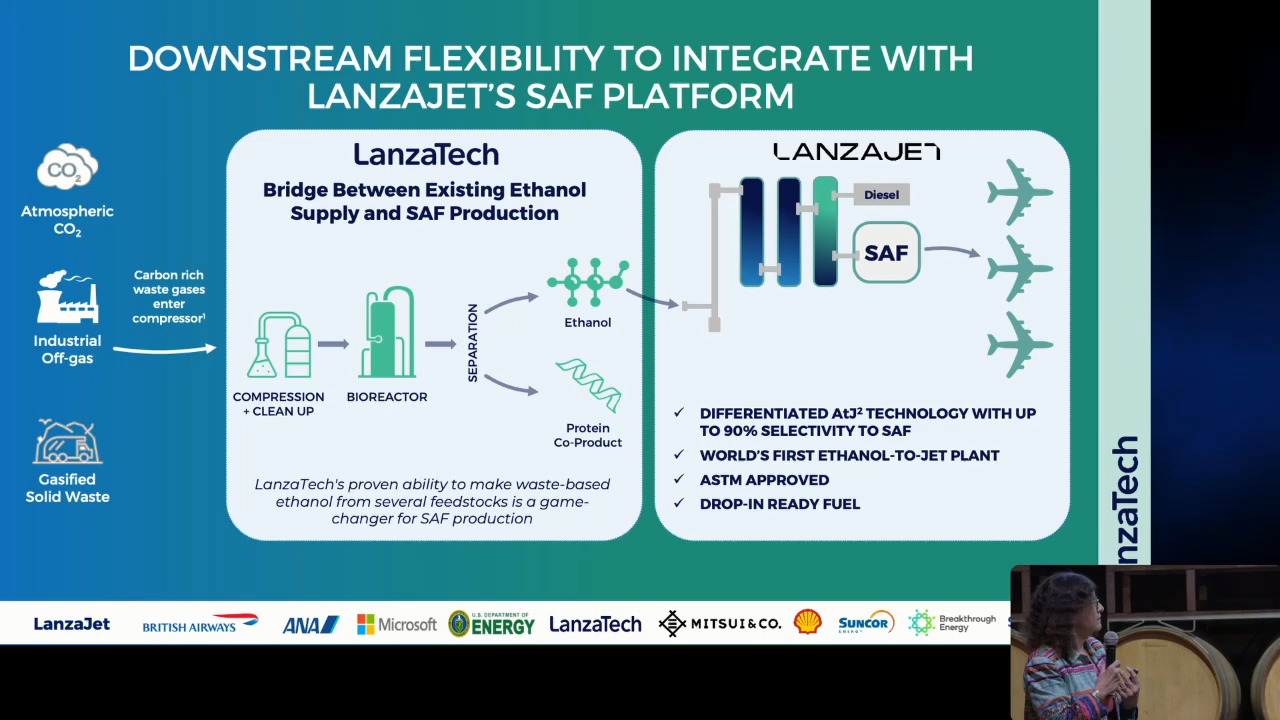 DOWNSTREAM FLEXIBILITY TO INTEGRATE WITH
LANZAJET'S SAF PLATFORM
CO2
Atmospheric
CO2
Carbon rich
waste gases
enter
compressor¹
Industrial
Off-gas
Gasified
Solid Waste
LanzaTech
Bridge Between Existing Ethanol
Supply and SAF Production
COMPRESSION
+ CLEAN UP
BIOREACTOR
SEPARATION
Ethanol
Protein
Co-Product
LanzaTech's proven ability to make waste-based
ethanol from several feedstocks is a game-
changer for SAF production
LANZAJET
Diesel
SAF
✓ DIFFERENTIATED AtJ² TECHNOLOGY WITH UP
TO 90% SELECTIVITY TO SAF
✓ WORLD'S FIRST ETHANOL-TO-JET PLANT
✓ ASTM APPROVED
✓ DROP-IN READY FUEL
nzaTech
LanzaJet
BRITISH AIRWAYS
ANA
Microsoft
U.S. DEPARTMENT OF
ENERGY
LanzaTech
MITSUI & CO.
SUNCOR
ENERGY
Breakthrough
Energy